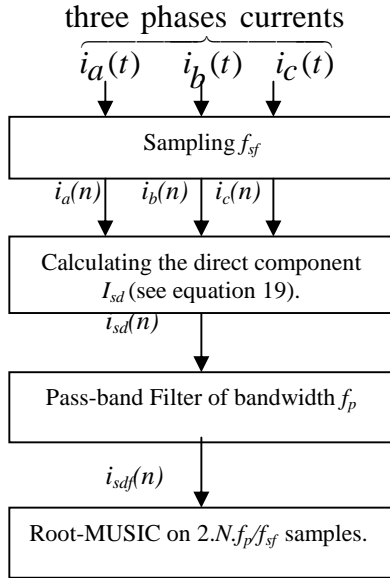 three phases currents
i_a(t) i_b(t) i_c(t)
Sampling f_sf
i_a(n) i_b(n) i_c(n)
Calculating the direct component
I_sd (see equation 19).
i_sd(n)
Pass-band Filter of bandwidth f_p
i_sdf(n)
Root-MUSIC on 2.N.f_p/f_sf samples.